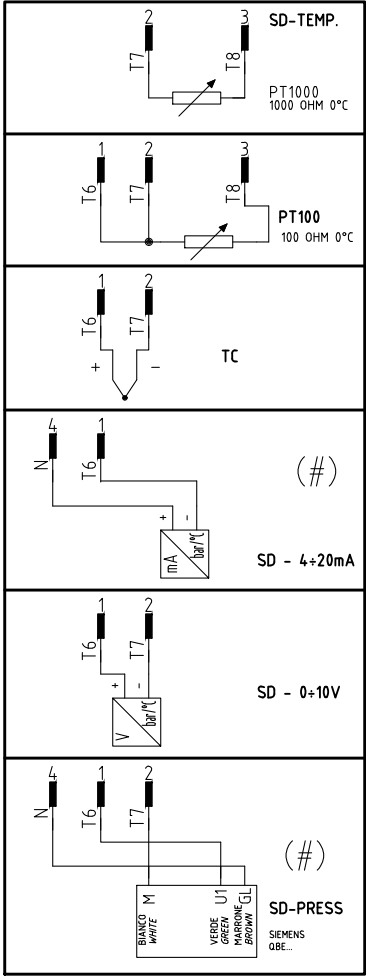 2 3 SD-TEMP.
T7 T8
PT1000
1000 OHM 0°C
1 2 3
T6 T7 T8
PT100
100 OHM 0°C
1 2
T6 T7
+ −
TC
4 1
N T6
(#)
+ -
mA bar/°C
SD - 4÷20mA
1 2
T6 T7
+ -
V bar/°C
SD - 0÷10V
4 1 2
N T6 T7
(#)
M U1 GL
BIANCO
WHITE
VERDE
GREEN
MARRONE
BROWN
SD-PRESS
SIEMENS
QBE...